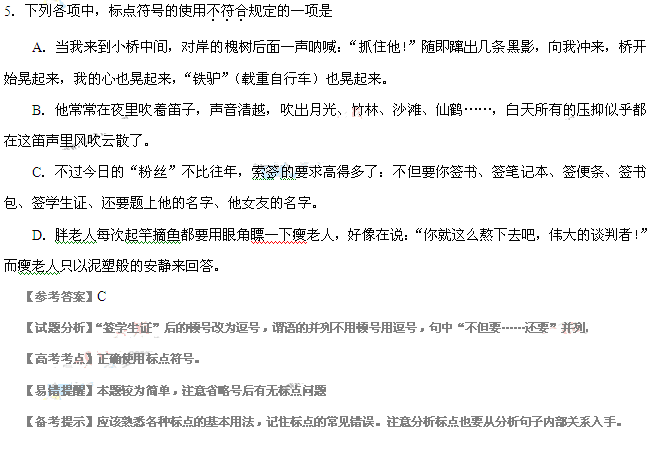 5. 下列各项中，标点符号的使用不符合规定的一项是
A. 当我来到小桥中间，对岸的槐树后面一声呐喊：“抓住他！”随即蹿出几条黑影，向我冲来，桥开
始晃起来，我的心也晃起来，“铁驴”（载重自行车）也晃起来。
B. 他常常在夜里吹着笛子，声音清越，吹出月光、竹林、沙滩、仙鹤……，白天所有的压抑似乎都
在这笛声里风吹云散了。
C. 不过今日的“粉丝”不比往年，索签的要求高得多了：不但要你签书、签笔记本、签便条、签书
包、签学生证、还要题上他的名字、他女友的名字。
D. 胖老人每次起竿摘鱼都要用眼角瞟一下瘦老人，好像在说：“你就这么熬下去吧，伟大的谈判者！”
而瘦老人只以泥塑般的安静来回答。
【参考答案】C
【试题分析】“签学生证”后的顿号改为逗号，谓语的并列不用顿号用逗号，句中“不但要……还要”并列.
【高考考点】正确使用标点符号。
【易错提醒】本题较为简单，注意省略号后有无标点问题
【备考提示】应该熟悉各种标点的基本用法，记住标点的常见错误。注意分析标点也要从分析句子内部关系入手。